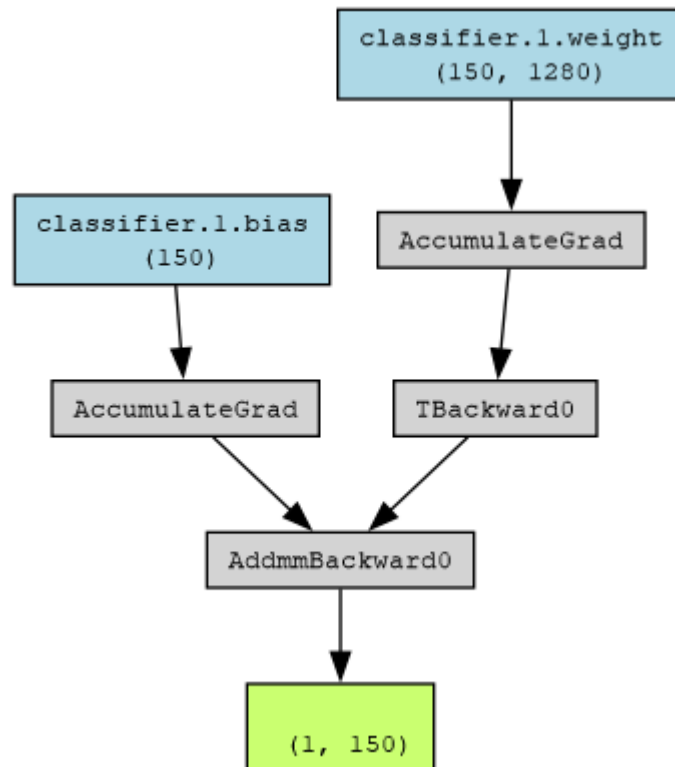 classifier.1.weight
(150, 1280)
classifier.1.bias
(150)
AccumulateGrad
AccumulateGrad
TBackward0
AddmmBackward0
(1, 150)